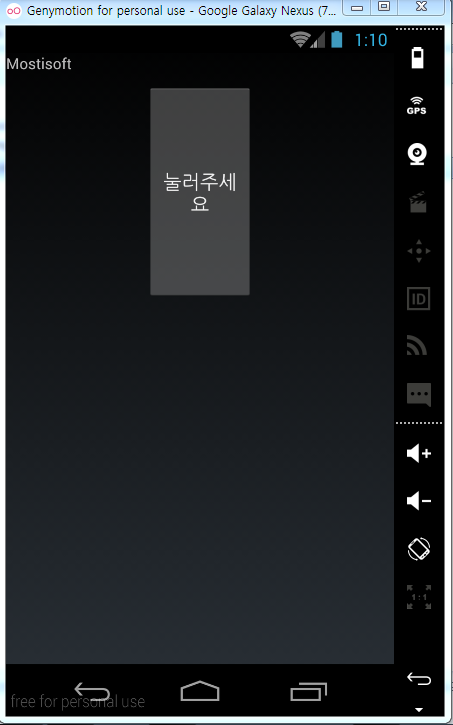 Genymotion for personal use - Google Galaxy Nexus (7...
1:10
Mostisoft
GPS
눌러주세
요
ID
1:1
free for personal use